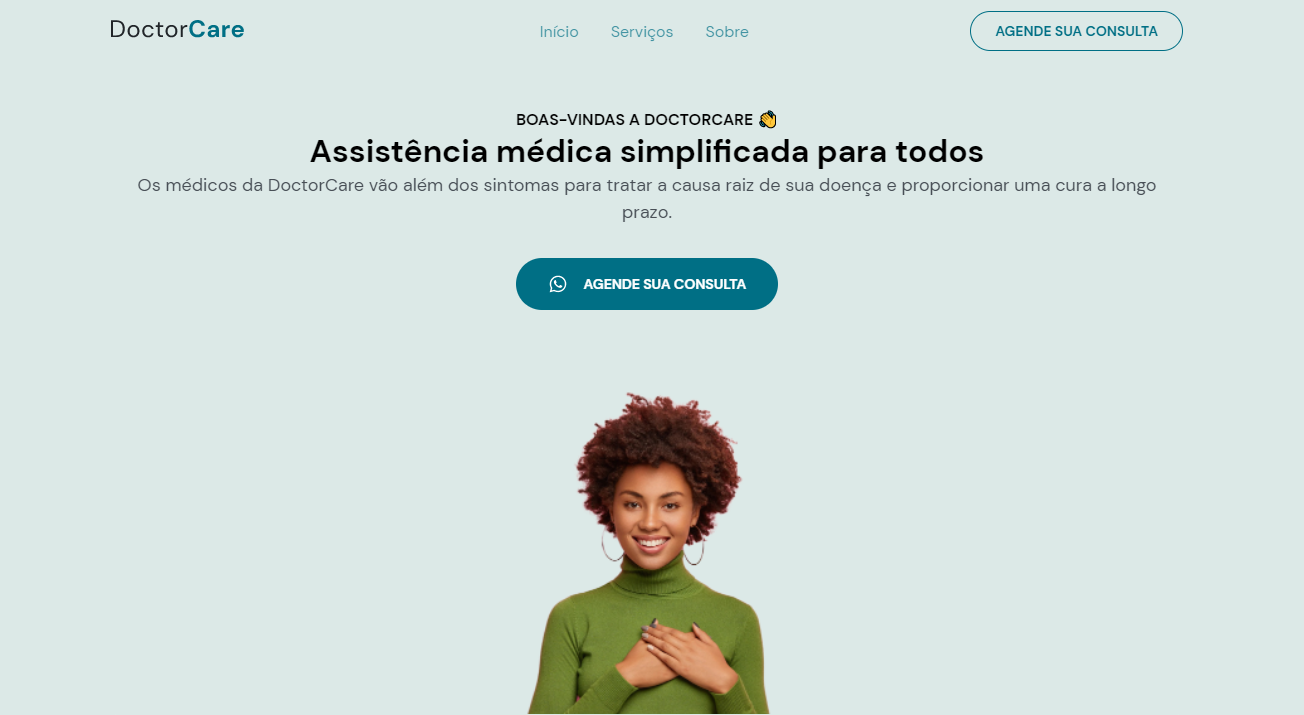 DoctorCare
Início Serviços Sobre
AGENDE SUA CONSULTA
BOAS-VINDAS A DOCTORCARE 👋
Assistência médica simplificada para todos
Os médicos da DoctorCare vão além dos sintomas para tratar a causa raiz de sua doença e proporcionar uma cura a longo
prazo.
AGENDE SUA CONSULTA